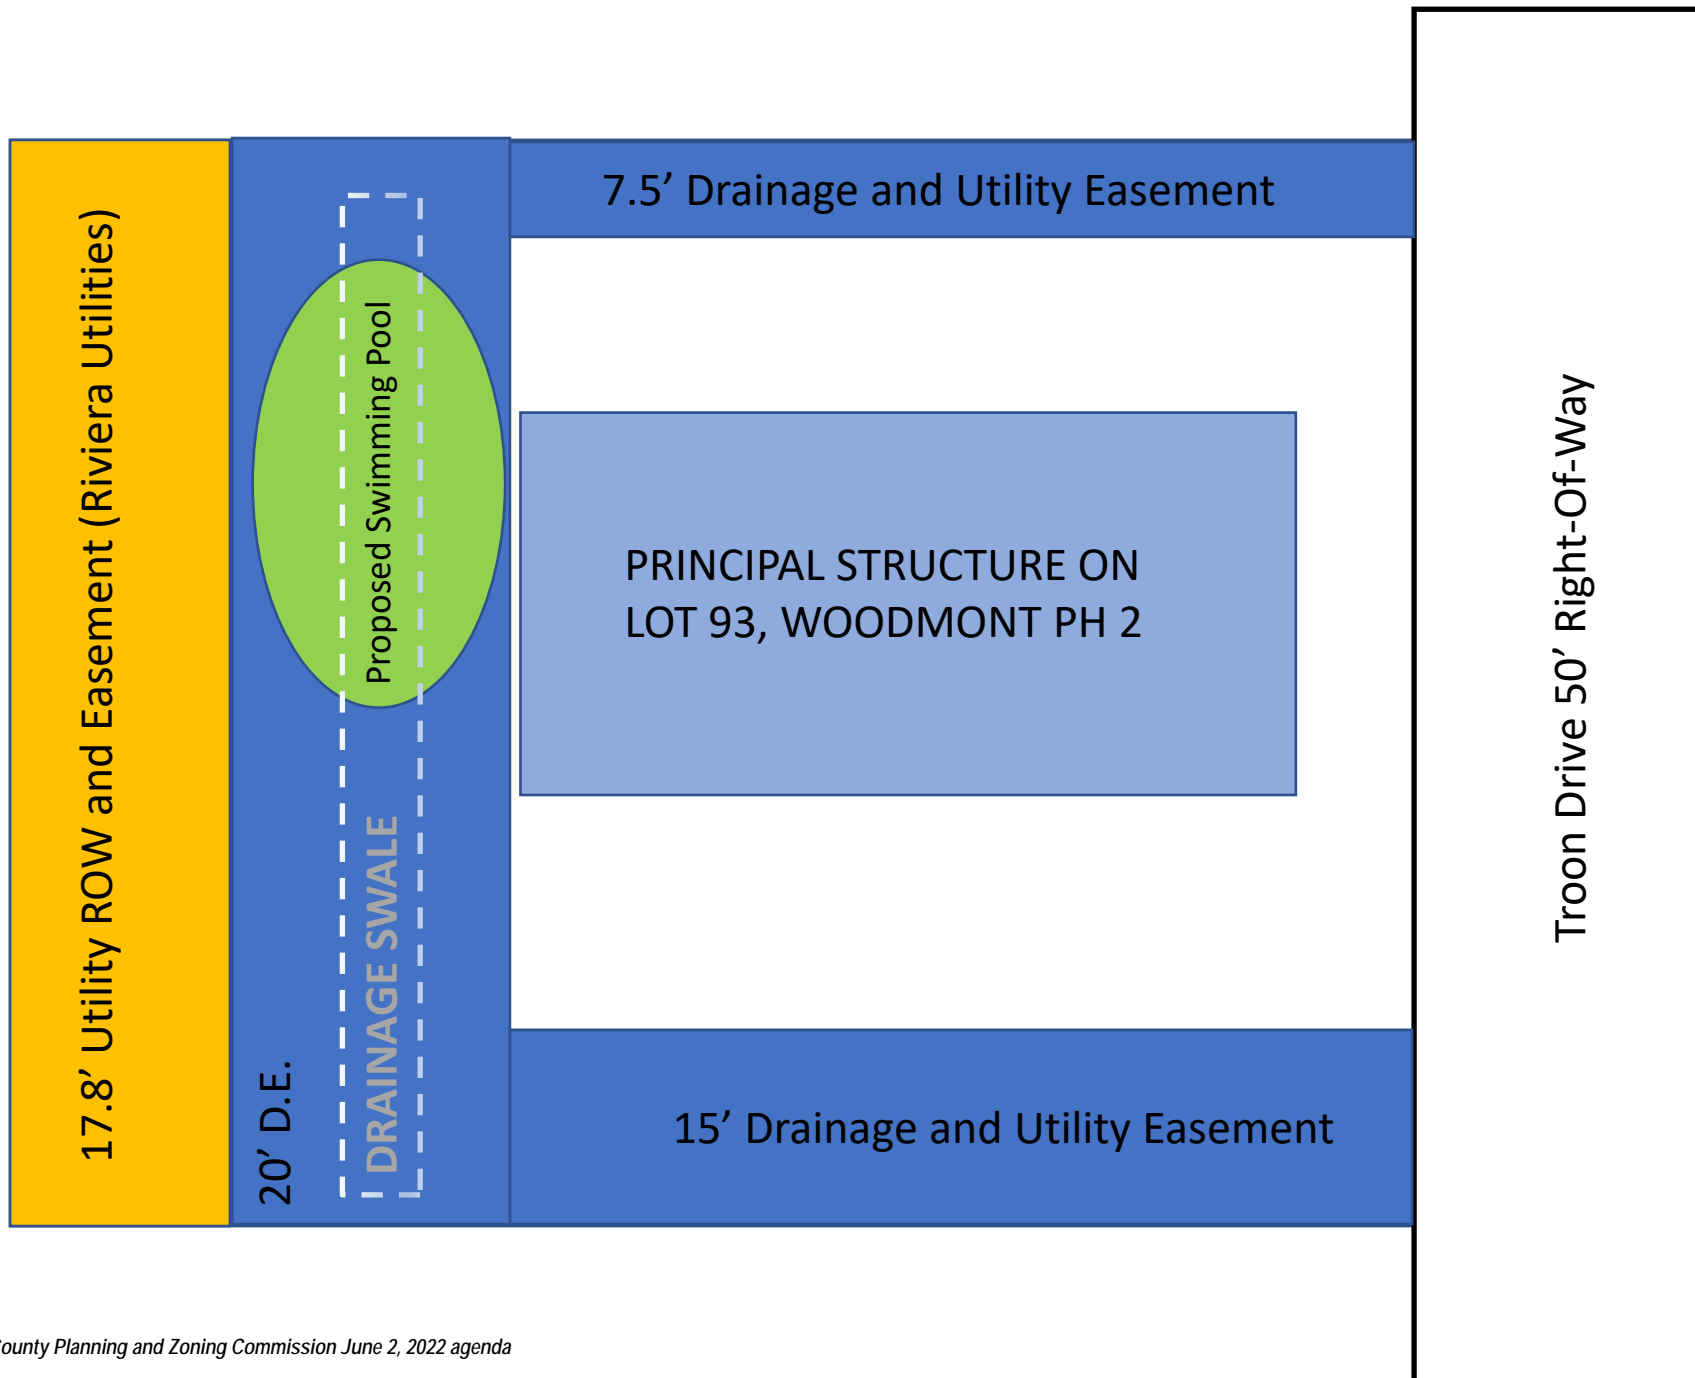 7.5’ Drainage and Utility Easement
17.8’ Utility ROW and Easement (Riviera Utilities)
20’ D.E.
DRAINAGE SWALE
Proposed Swimming Pool
PRINCIPAL STRUCTURE ON
LOT 93, WOODMONT PH 2
Troon Drive 50’ Right-Of-Way
15’ Drainage and Utility Easement
County Planning and Zoning Commission June 2, 2022 agenda